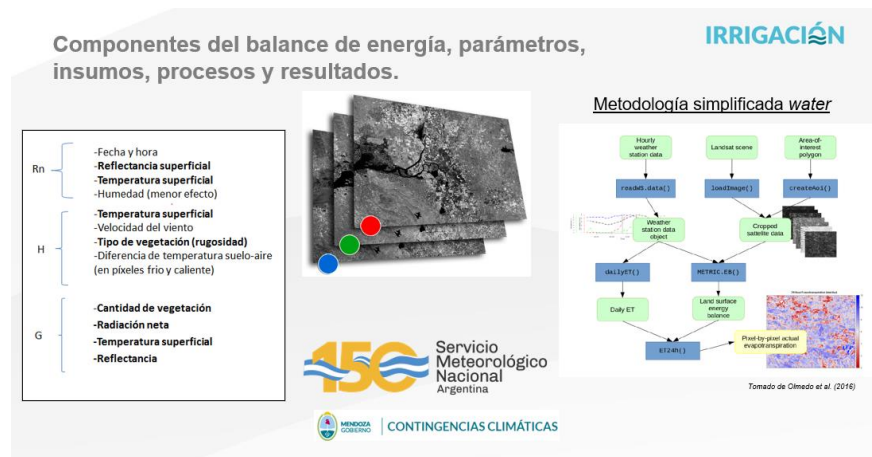 Componentes del balance de energía, parámetros,
insumos, procesos y resultados.
IRRIGACIÓN
Rn
-Fecha y hora
-Reflectancia superficial
-Temperatura superficial
-Humedad (menor efecto)
H
-Temperatura superficial
-Velocidad del viento
-Tipo de vegetación (rugosidad)
-Diferencia de temperatura suelo-aire
(en píxeles frio y caliente)
G
-Cantidad de vegetación
-Radiación neta
-Temperatura superficial
-Reflectancia
150
Servicio
Meteorológico
Nacional
Argentina
MENDOZA
GOBIERNO
CONTINGENCIAS CLIMÁTICAS
Metodología simplificada water
Hourly
weather
station data
Landsat scene
Area-of-
interest
polygon
readWS.data()
loadImage()
createAoi()
Weather
station data
object
Cropped
satellite data
dailyET()
METRIC.EB()
Daily ET
Land surface
energy
balance
ET24h()
Pixel-by-pixel actual
evapotranspiration
Tomado de Olmedo et al. (2016)